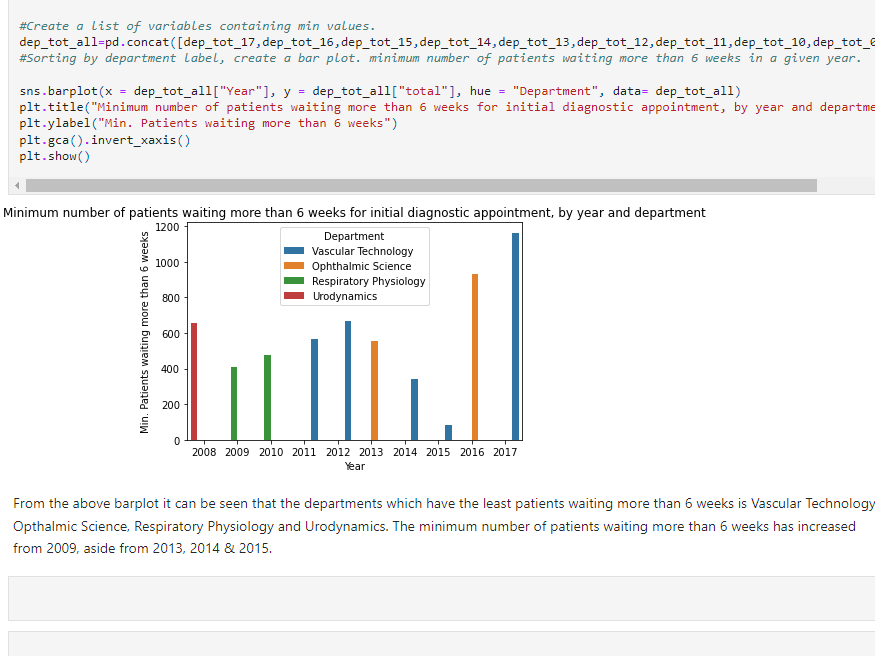 #Create a list of variables containing min values.
dep_tot_all=pd.concat([dep_tot_17,dep_tot_16,dep_tot_15,dep_tot_14,dep_tot_13,dep_tot_12,dep_tot_11,dep_tot_10,dep_tot_0
#Sorting by department label, create a bar plot. minimum number of patients waiting more than 6 weeks in a given year.
sns.barplot(x = dep_tot_all["Year"], y = dep_tot_all["total"], hue = "Department", data= dep_tot_all)
plt.title("Minimum number of patients waiting more than 6 weeks for initial diagnostic appointment, by year and departme
plt.ylabel("Min. Patients waiting more than 6 weeks")
plt.gca().invert_xaxis()
plt.show()
Minimum number of patients waiting more than 6 weeks for initial diagnostic appointment, by year and department
Min. Patients waiting more than 6 weeks
1200
1000
800
600
400
200
0
Department
Vascular Technology
Ophthalmic Science
Respiratory Physiology
Urodynamics
2008 2009 2010 2011 2012 2013 2014 2015 2016 2017
Year
From the above barplot it can be seen that the departments which have the least patients waiting more than 6 weeks is Vascular Technology
Opthalmic Science, Respiratory Physiology and Urodynamics. The minimum number of patients waiting more than 6 weeks has increased
from 2009, aside from 2013, 2014 & 2015.